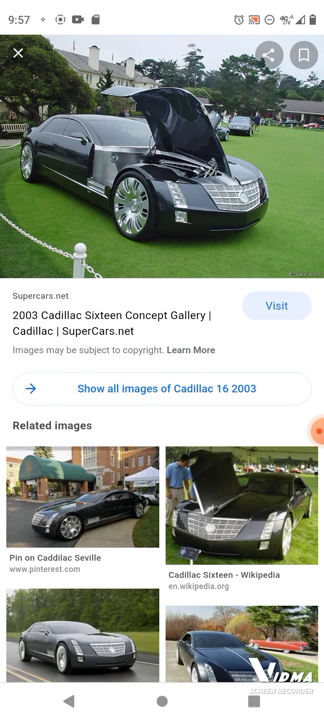 9:57
Supercars.net
2003 Cadillac Sixteen Concept Gallery |
Cadillac | SuperCars.net
Visit
Images may be subject to copyright. Learn More
Show all images of Cadillac 16 2003
Related images
Pin on Caddilac Seville
www.pinterest.com
Cadillac Sixteen - Wikipedia
en.wikipedia.org
VIDMA
SCREEN RECORDER